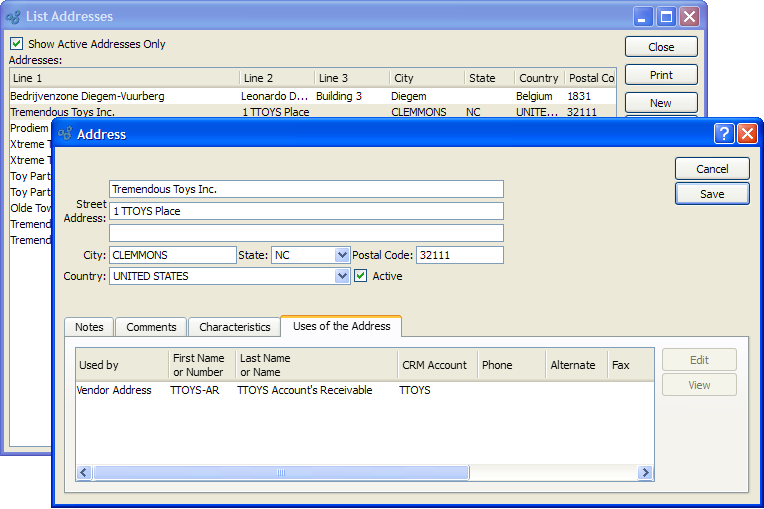 List Addresses
Show Active Addresses Only
Close
Addresses:
Line 1 Line 2 Line 3 City State Country Postal Co
Print
Bedrijvenzone Diegem-Vuurberg Leonardo D... Building 3 Diegem Belgium 1831
New
Tremendous Toys Inc. 1 TTOYS Place CLEMMONS NC UNITE... 32111
Prodiem
Xtreme T
Xtreme T
Toy Part
Toy Part
Olde Tow
Tremend
Tremend
Address
Cancel
Save
Street Address: Tremendous Toys Inc.
1 TTOYS Place
City: CLEMMONS State: NC Postal Code: 32111
Country: UNITED STATES Active
Notes Comments Characteristics Uses of the Address
Used by First Name or Number Last Name or Name CRM Account Phone Alternate Fax
Edit
View
Vendor Address TTOYS-AR TTOYS Account's Receivable TTOYS